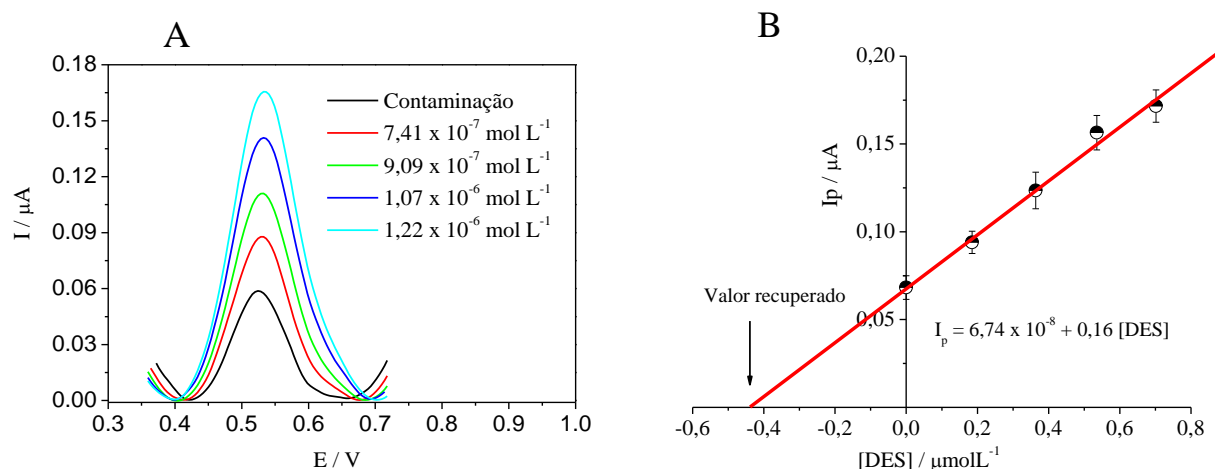 A
0.18
0.15
0.12
0.09
0.06
0.03
0.00
I / μA
0.3 0.4 0.5 0.6 0.7 0.8 0.9 1.0
E / V
Contaminação
7,41 x 10⁻⁷ mol L⁻¹
9,09 x 10⁻⁷ mol L⁻¹
1,07 x 10⁻⁶ mol L⁻¹
1,22 x 10⁻⁶ mol L⁻¹
B
0,20
0,15
0,10
0,05
Ip / μA
Valor recuperado
Iₚ = 6,74 x 10⁻⁸ + 0,16 [DES]
-0,6 -0,4 -0,2 0,0 0,2 0,4 0,6 0,8
[DES] / μmolL⁻¹